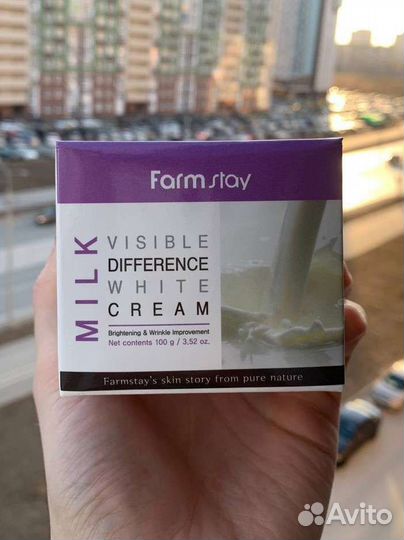 Farm stay
MILK
VISIBLE
DIFFERENCE
WHITE
CREAM
Brightening & Wrinkle Improvement
Net contents 100 g / 3.52 oz.
Farmstay's skin story from pure nature
Avito